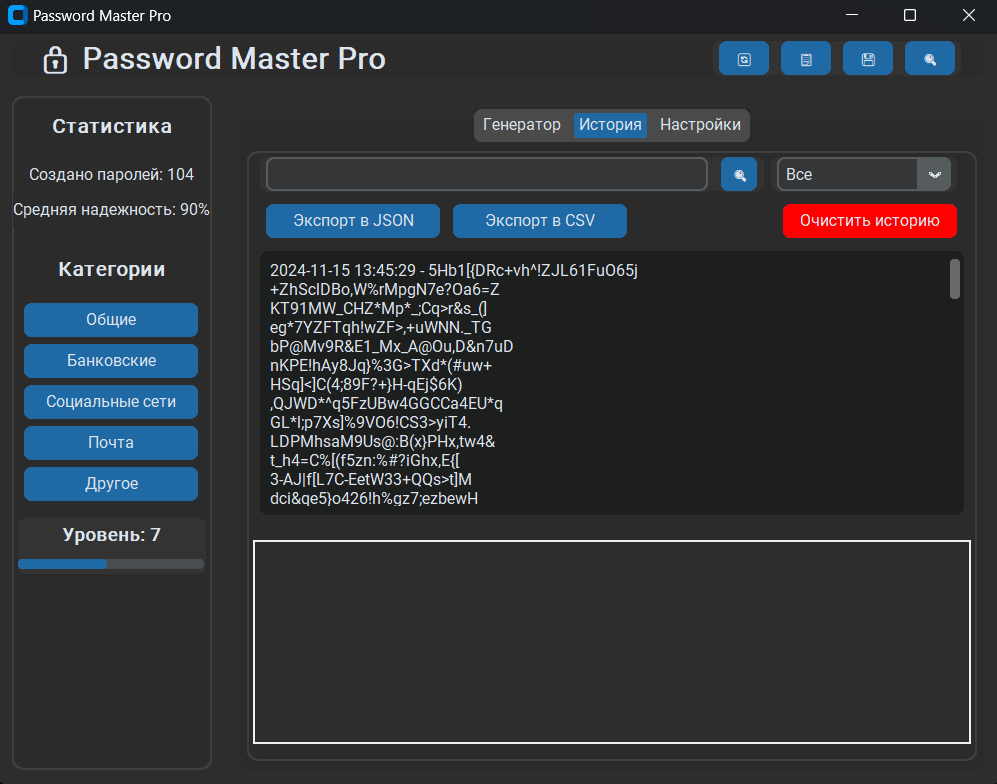 Password Master Pro
Password Master Pro
Статистика
Создано паролей: 104
Средняя надежность: 90%
Категории
Общие
Банковские
Социальные сети
Почта
Другое
Уровень: 7
Генератор История Настройки
Все
Экспорт в JSON Экспорт в CSV Очистить историю
2024-11-15 13:45:29 - 5Hb1[{DRc+vh^!ZJL61FuO65j
+ZhSclDBo,W%rMpgN7e?Oa6=Z
KT91MW_CHZ*Mp*_;Cq>r&s_(]
eg*7YZFTqh!wZF>,+uWNN._TG
bP@Mv9R&E1_Mx_A@Ou,D&n7uD
nKPE!hAy8Jq}%3G>TXd*(#uw+
HSq]<]C(4;89F?+}H-qEj$6K)
,QJWD*^q5FzUBw4GGCCa4EU*q
GL*l;p7Xs]%9VO6!CS3>yiT4.
LDPMhsaM9Us@:B(x}PHx,tw4&
t_h4=C%[(f5zn:%#?iGhx,E{[
3-AJ|f[L7C-EetW33+QQs>t]M
dci&qe5}o426!h%gz7;ezbewH